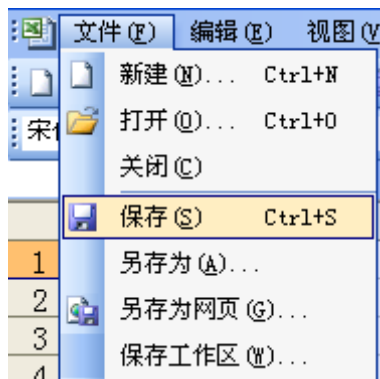 文件(F) 编辑(E) 视图(V
新建(N)... Ctrl+N
打开(O)... Ctrl+O
宋
关闭(C)
保存(S) Ctrl+S
1 另存为(A)...
2 另存为网页(G)...
3
保存工作区(W)...
4